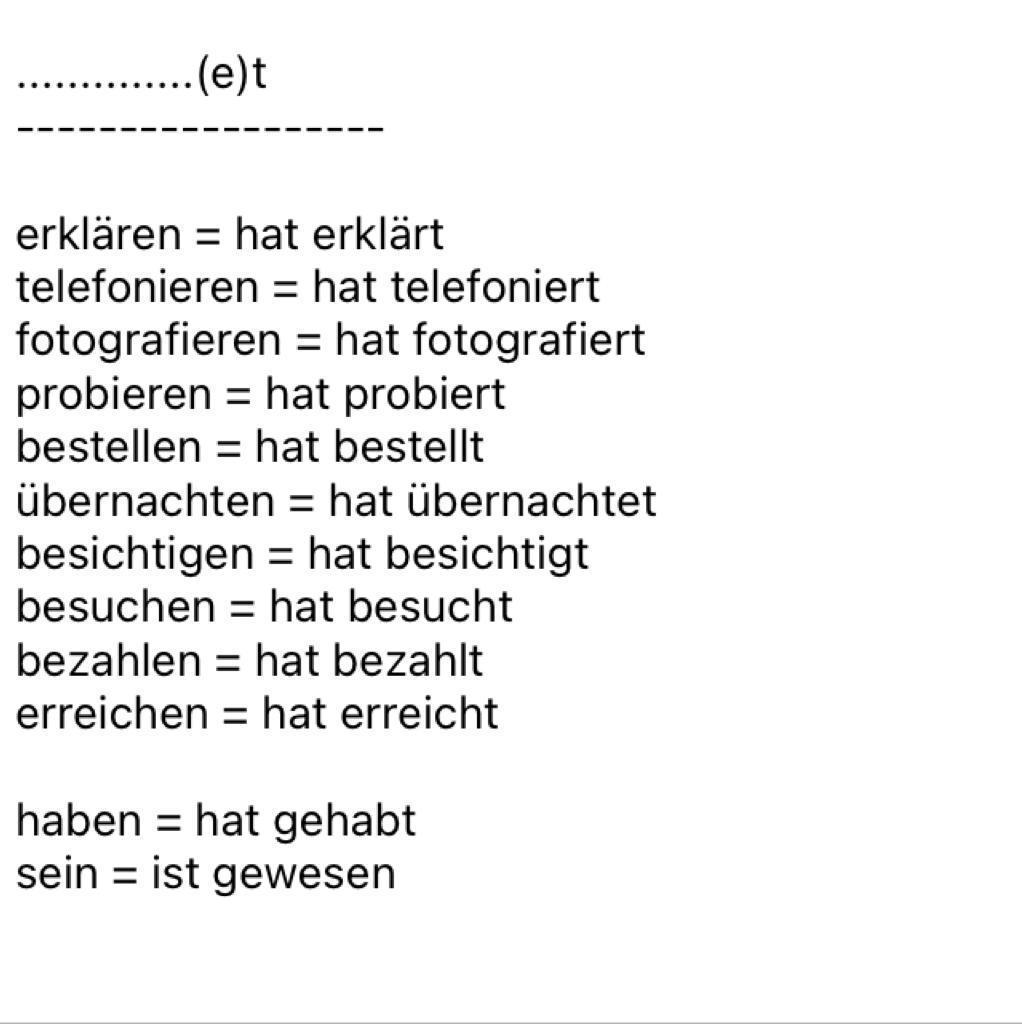 ..............(e)t
------------------
erklären = hat erklärt
telefonieren = hat telefoniert
fotografieren = hat fotografiert
probieren = hat probiert
bestellen = hat bestellt
übernachten = hat übernachtet
besichtigen = hat besichtigt
besuchen = hat besucht
bezahlen = hat bezahlt
erreichen = hat erreicht
haben = hat gehabt
sein = ist gewesen